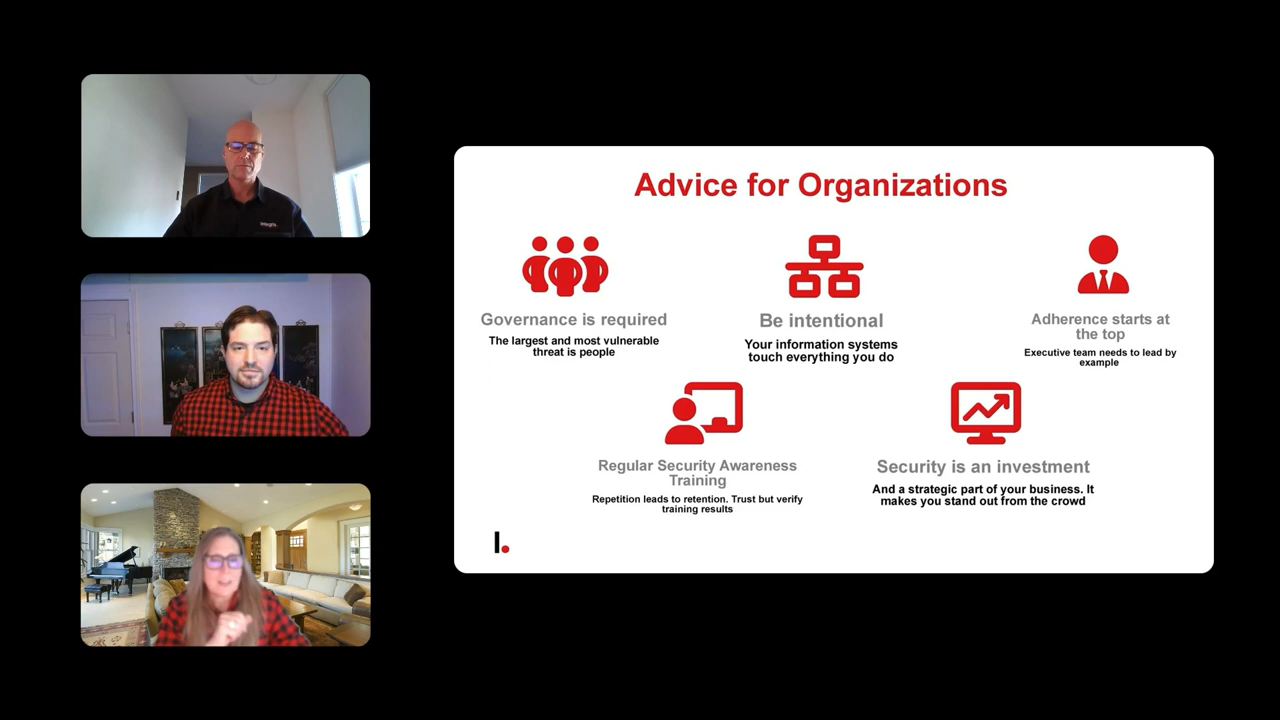 Advice for Organizations
Governance is required
The largest and most vulnerable
threat is people
Be intentional
Your information systems
touch everything you do
Adherence starts at
the top
Executive team needs to lead by
example
Regular Security Awareness
Training
Repetition leads to retention. Trust but verify
training results
Security is an investment
And a strategic part of your business. It
makes you stand out from the crowd
I.